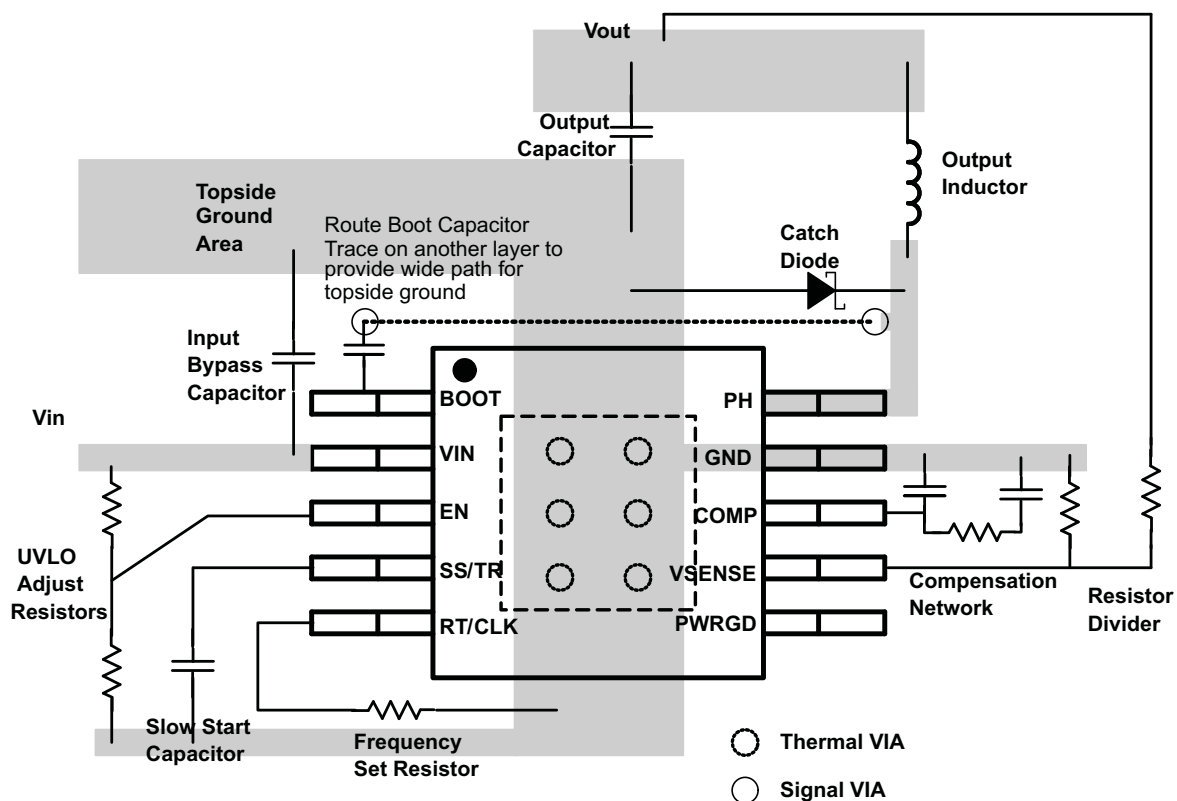 Vout
Output
Capacitor
Output
Inductor
Topside
Ground
Area
Route Boot Capacitor
Trace on another layer to
provide wide path for
topside ground
Catch
Diode
Input
Bypass
Capacitor
Vin
BOOT
VIN
EN
SS/TR
RT/CLK
PH
GND
COMP
VSENSE
PWRGD
UVLO
Adjust
Resistors
Compensation
Network
Resistor
Divider
Slow Start
Capacitor
Frequency
Set Resistor
Thermal VIA
Signal VIA